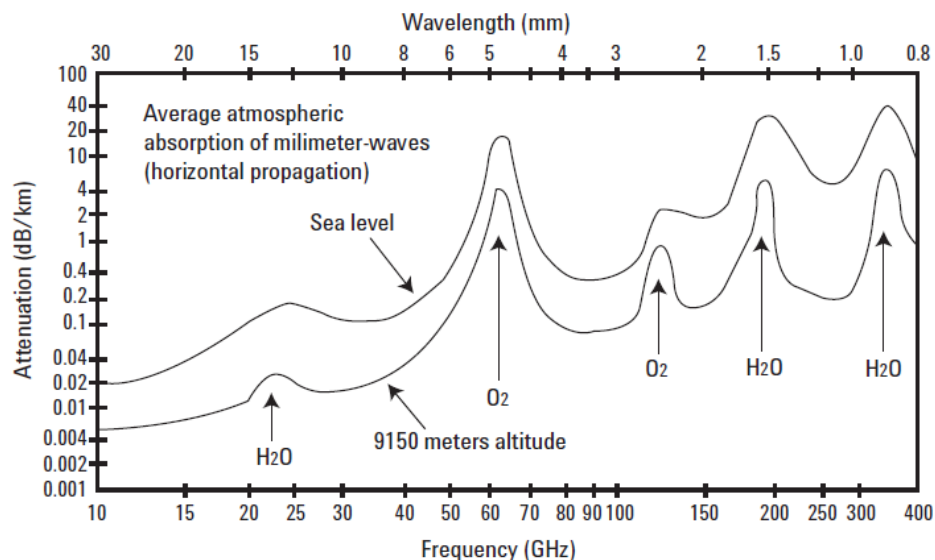 Wavelength (mm)
30 20 15 10 8 6 5 4 3 2 1.5 1.0 0.8
100
40
20
10
4
2
1
0.4
0.2
0.1
0.04
0.02
0.01
0.004
0.002
0.001
Attenuation (dB/km)
Average atmospheric
absorption of milimeter-waves
(horizontal propagation)
Sea level
H2O
O2
9150 meters altitude
O2
H2O
H2O
10 15 20 25 30 40 50 60 70 80 90 100 150 200 250 300 400
Frequency (GHz)